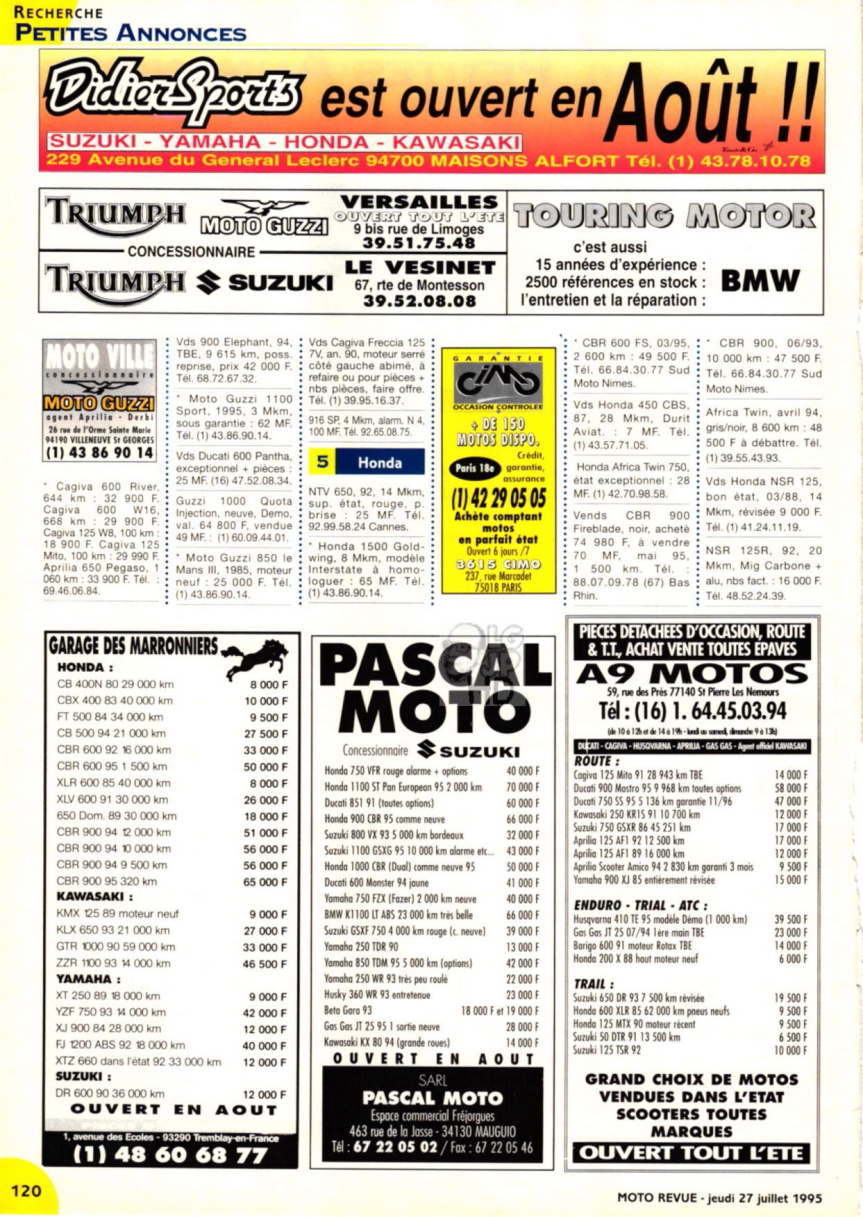 RECHERCHE
PETITES ANNONCES
Didier Sports est ouvert en Août !!
SUZUKI - YAMAHA - HONDA - KAWASAKI
229 Avenue du General Leclerc 94700 MAISONS ALFORT Tél. (1) 43.78.10.78
TRIUMPH MOTO GUZZI
VERSAILLES
OUVERT TOUT L'ETE
9 bis rue de Limoges
39.51.75.48
CONCESSIONNAIRE
TRIUMPH SUZUKI
LE VESINET
67, rte de Montesson
39.52.08.08
TOURING MOTOR
c'est aussi
15 années d'expérience :
2500 références en stock :
l'entretien et la réparation :
BMW
MOTO VILLE
concessionnaire
MOTO GUZZI
agent Aprilia - Derbi
26 rue de l'Orme Sainte Marie
94190 VILLENEUVE St GEORGES
(1) 43 86 90 14
* Cagiva 600 River,
644 km : 32 900 F.
Cagiva 600 W16,
668 km : 29 900 F.
Cagiva 125 W8, 100 km :
18 900 F. Cagiva 125
Mito, 100 km : 29 990 F.
Aprilia 650 Pegaso, 1
060 km : 33 900 F. Tél. :
69.46.06.84.
Vds 900 Elephant, 94,
TBE, 9 615 km, poss.
reprise, prix 42 000 F.
Tél. 68.72.67.32.
* Moto Guzzi 1100
Sport, 1995, 3 Mkm,
sous garantie : 62 MF.
Tél. (1) 43.86.90.14.
Vds Ducati 600 Pantha,
exceptionnel + pièces :
25 MF. (16) 47.52.08.34.
Guzzi 1000 Quota
Injection, neuve, Demo,
val. 64 800 F, vendue
49 MF. : (1) 60.09.44.01.
* Moto Guzzi 850 le
Mans III, 1985, moteur
neuf : 25 000 F. Tél.
(1) 43.86.90.14.
Vds Cagiva Freccia 125
7V, an. 90, moteur serré
côté gauche abimé, à
refaire ou pour pièces +
nbs pièces, faire offre.
Tél. (1) 39.95.16.37.
916 SP, 4 Mkm, alarm. N 4,
100 MF. Tél. 92.65.08.75.
5 Honda
NTV 650, 92, 14 Mkm,
sup. état, rouge, p.
brise : 25 MF. Tél.
92.99.58.24 Cannes.
* Honda 1500 Gold-
wing, 8 Mkm, modèle
Interstate à homo-
loguer : 65 MF. Tél.
(1) 43.86.90.14.
GARANTIE
CIMO
OCCASION CONTROLEE
+ DE 150
MOTOS DISPO.
Crédit,
Paris 18e garantie,
assurance
(1) 42 29 05 05
Achète comptant
motos
en parfait état
Ouvert 6 jours /7
3615 CIMO
237, rue Marcadet
75018 PARIS
* CBR 600 FS, 03/95,
2 600 km : 49 500 F.
Tél. 66.84.30.77 Sud
Moto Nimes.
Vds Honda 450 CBS,
87, 28 Mkm, Durit
Aviat. : 7 MF. Tél.
(1) 43.57.71.05.
Honda Africa Twin 750,
état exceptionnel : 28
MF. (1) 42.70.98.58.
Vends CBR 900
Fireblade, noir, acheté
74 980 F, à vendre
70 MF, mai 95,
1 500 km. Tél. :
88.07.09.78 (67) Bas
Rhin.
* CBR 900, 06/93,
10 000 km : 47 500 F.
Tél. 66.84.30.77 Sud
Moto Nimes.
Africa Twin, avril 94,
gris/noir, 8 600 km : 48
500 F à débattre. Tél.
(1) 39.55.43.93.
Vds Honda NSR 125,
bon état, 03/88, 14
Mkm, révisée 9 000 F.
Tél. (1) 41.24.11.19.
NSR 125R, 92, 20
Mkm, Mig Carbone +
alu, nbs fact. : 16 000 F.
Tél. 48.52.24.39.
GARAGE DES MARRONNIERS
HONDA :
CB 400N 80 29 000 km 8 000 F
CBX 400 83 40 000 km 10 000 F
FT 500 84 34 000 km 9 500 F
CB 500 94 21 000 km 27 500 F
CBR 600 92 16 000 km 33 000 F
CBR 600 95 1 500 km 50 000 F
XLR 600 85 40 000 km 8 000 F
XLV 600 91 30 000 km 26 000 F
650 Dom. 89 30 000 km 18 000 F
CBR 900 94 12 000 km 51 000 F
CBR 900 94 10 000 km 56 000 F
CBR 900 94 9 500 km 56 000 F
CBR 900 95 320 km 65 000 F
KAWASAKI :
KMX 125 89 moteur neuf 9 000 F
KLX 650 93 21 000 km 27 000 F
GTR 1000 90 59 000 km 33 000 F
ZZR 1100 93 14 000 km 46 500 F
YAMAHA :
XT 250 89 18 000 km 9 000 F
YZF 750 93 14 000 km 42 000 F
XJ 900 84 28 000 km 12 000 F
FJ 1200 ABS 92 18 000 km 40 000 F
XTZ 660 dans l'état 92 33 000 km 12 000 F
SUZUKI :
DR 600 90 36 000 km 12 000 F
OUVERT EN AOUT
1, avenue des Ecoles - 93290 Tremblay-en-France
(1) 48 60 68 77
PASCAL
MOTO
Concessionnaire SUZUKI
Honda 750 VFR rouge alarme + options 40 000 F
Honda 1100 ST Pan European 95 2 000 km 70 000 F
Ducati 851 91 (toutes options) 60 000 F
Honda 900 CBR 95 comme neuve 66 000 F
Suzuki 800 VX 93 5 000 km bordeaux 32 000 F
Suzuki 1100 GSXG 95 10 000 km alarme etc... 43 000 F
Honda 1000 CBR (Dual) comme neuve 95 50 000 F
Ducati 600 Monster 94 jaune 41 000 F
Yamaha 750 FZX (Fazer) 2 000 km neuve 40 000 F
BMW K1100 LT ABS 23 000 km très belle 66 000 F
Suzuki GSXF 750 4 000 km rouge (c. neuve) 39 000 F
Yamaha 250 TDR 90 13 000 F
Yamaha 850 TDM 95 5 000 km (options) 42 000 F
Yamaha 250 WR 93 très peu roulé 22 000 F
Husky 360 WR 93 entretenue 23 000 F
Beta Gara 93 18 000 F et 19 000 F
Gas Gas JT 25 95 1 sortie neuve 28 000 F
Kawasaki KX 80 94 (grande roues) 14 000 F
OUVERT EN AOUT
SARL
PASCAL MOTO
Espace commercial Fréjorgues
463 rue de la Jasse - 34130 MAUGUIO
Tél : 67 22 05 02 / Fax : 67 22 05 46
PIECES DETACHEES D'OCCASION, ROUTE
& T.T., ACHAT VENTE TOUTES EPAVES
A9 MOTOS
59, rue des Près 77140 St Pierre Les Nemours
Tél : (16) 1. 64.45.03.94
(de 10 à 12h et de 14 à 19h - lundi au samedi, dimanche 9 à 13h)
DUCATI - CAGIVA - HUSQVARNA - APRILIA - GAS GAS - Agent officiel KAWASAKI
ROUTE :
Cagiva 125 Mito 91 28 943 km TBE 14 000 F
Ducati 900 Mostro 95 9 968 km toutes options 58 000 F
Ducati 750 SS 95 5 136 km garantie 11/96 47 000 F
Kawasaki 250 KR1S 91 10 700 km 12 000 F
Suzuki 750 GSXR 86 45 251 km 17 000 F
Aprilia 125 AF1 92 12 500 km 17 000 F
Aprilia 125 AF1 89 16 000 km 12 000 F
Aprilia Scooter Amico 94 2 830 km garanti 3 mois 9 500 F
Yamaha 900 XJ 85 entièrement révisée 15 000 F
ENDURO - TRIAL - ATC :
Husqvarna 410 TE 95 modèle Dèmo (1 000 km) 39 500 F
Gas Gas JT 25 07/94 1ère main TBE 23 000 F
Barigo 600 91 moteur Rotax TBE 14 000 F
Honda 200 X 88 haut moteur neuf 6 000 F
TRAIL :
Suzuki 650 DR 93 7 500 km révisée 19 500 F
Honda 600 XLR 85 62 000 km pneus neufs 9 500 F
Honda 125 MTX 90 moteur récent 9 500 F
Suzuki 50 DTR 91 13 500 km 6 500 F
Suzuki 125 TSR 92 10 000 F
GRAND CHOIX DE MOTOS
VENDUES DANS L'ETAT
SCOOTERS TOUTES
MARQUES
OUVERT TOUT L'ETE
120
MOTO REVUE - jeudi 27 juillet 1995